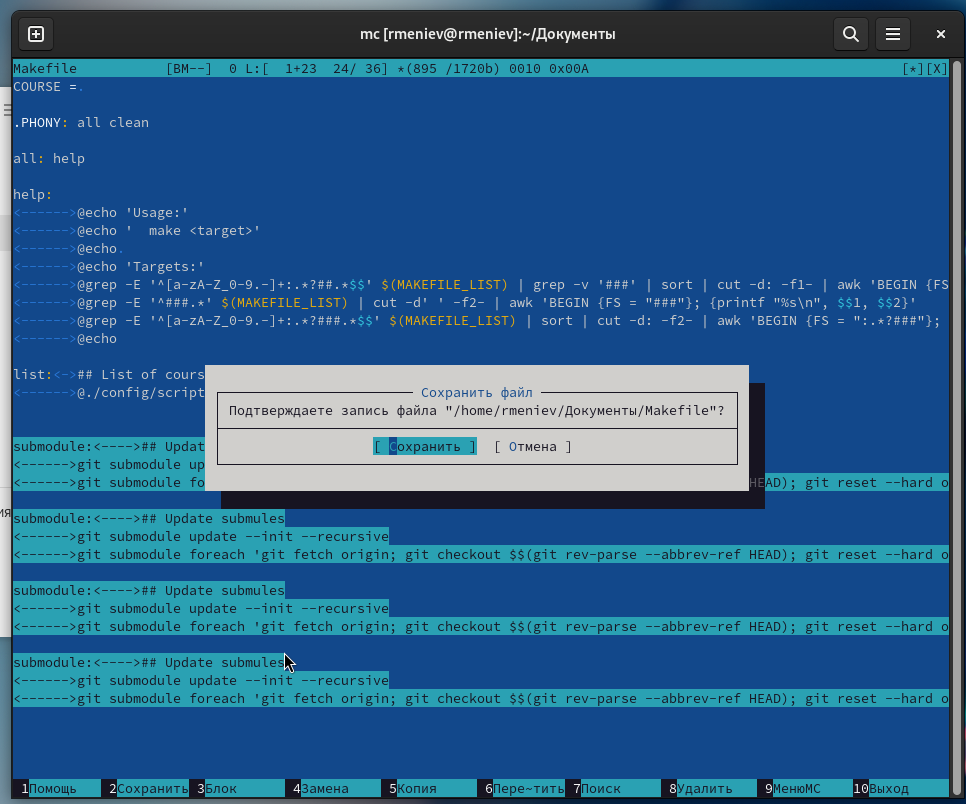 mc [rmeniev@rmeniev]:~/Документы
Makefile [BM--] 0 L:[ 1+23 24/ 36] *(895 /1720b) 0010 0x00A [*][X]
COURSE =.
.PHONY: all clean
all: help
help:
<------>@echo 'Usage:'
<------>@echo '  make <target>'
<------>@echo.
<------>@echo 'Targets:'
<------>@grep -E '^[a-zA-Z_0-9.-]+:.*?##.*$$' $(MAKEFILE_LIST) | grep -v '###' | sort | cut -d: -f1- | awk 'BEGIN {FS
<------>@grep -E '^###.*' $(MAKEFILE_LIST) | cut -d' ' -f2- | awk 'BEGIN {FS = "###"}; {printf "%s\n", $$1, $$2}'
<------>@grep -E '^[a-zA-Z_0-9.-]+:.*?###.*$$' $(MAKEFILE_LIST) | sort | cut -d: -f2- | awk 'BEGIN {FS = ":.*?###"};
<------>@echo
list:<->## List of cours
<------>@./config/script
Сохранить файл
Подтверждаете запись файла "/home/rmeniev/Документы/Makefile"?
[ Сохранить ] [ Отмена ]
submodule:<---->## Updat
<------>git submodule up
<------>git submodule fo HEAD); git reset --hard o
submodule:<---->## Update submules
<------>git submodule update --init --recursive
<------>git submodule foreach 'git fetch origin; git checkout $$(git rev-parse --abbrev-ref HEAD); git reset --hard o
submodule:<---->## Update submules
<------>git submodule update --init --recursive
<------>git submodule foreach 'git fetch origin; git checkout $$(git rev-parse --abbrev-ref HEAD); git reset --hard o
submodule:<---->## Update submules
<------>git submodule update --init --recursive
<------>git submodule foreach 'git fetch origin; git checkout $$(git rev-parse --abbrev-ref HEAD); git reset --hard o
1Помощь 2Сохранить 3Блок 4Замена 5Копия 6Пере~тить 7Поиск 8Удалить 9МенюMC 10Выход